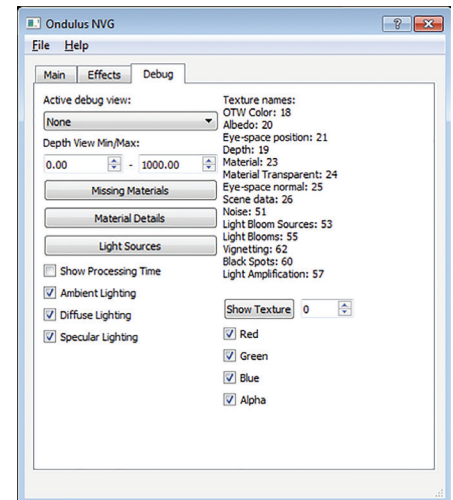 Ondulus NVG
File Help
Main Effects Debug
Active debug view:
None
Depth View Min/Max:
0.00 - 1000.00
Missing Materials
Material Details
Light Sources
Show Processing Time
Ambient Lighting
Diffuse Lighting
Specular Lighting
Texture names:
OTW Color: 18
Albedo: 20
Eye-space position: 21
Depth: 19
Material: 23
Material Transparent: 24
Eye-space normal: 25
Scene data: 26
Noise: 51
Light Bloom Sources: 53
Light Blooms: 55
Vignetting: 62
Black Spots: 60
Light Amplification: 57
Show Texture 0
Red
Green
Blue
Alpha